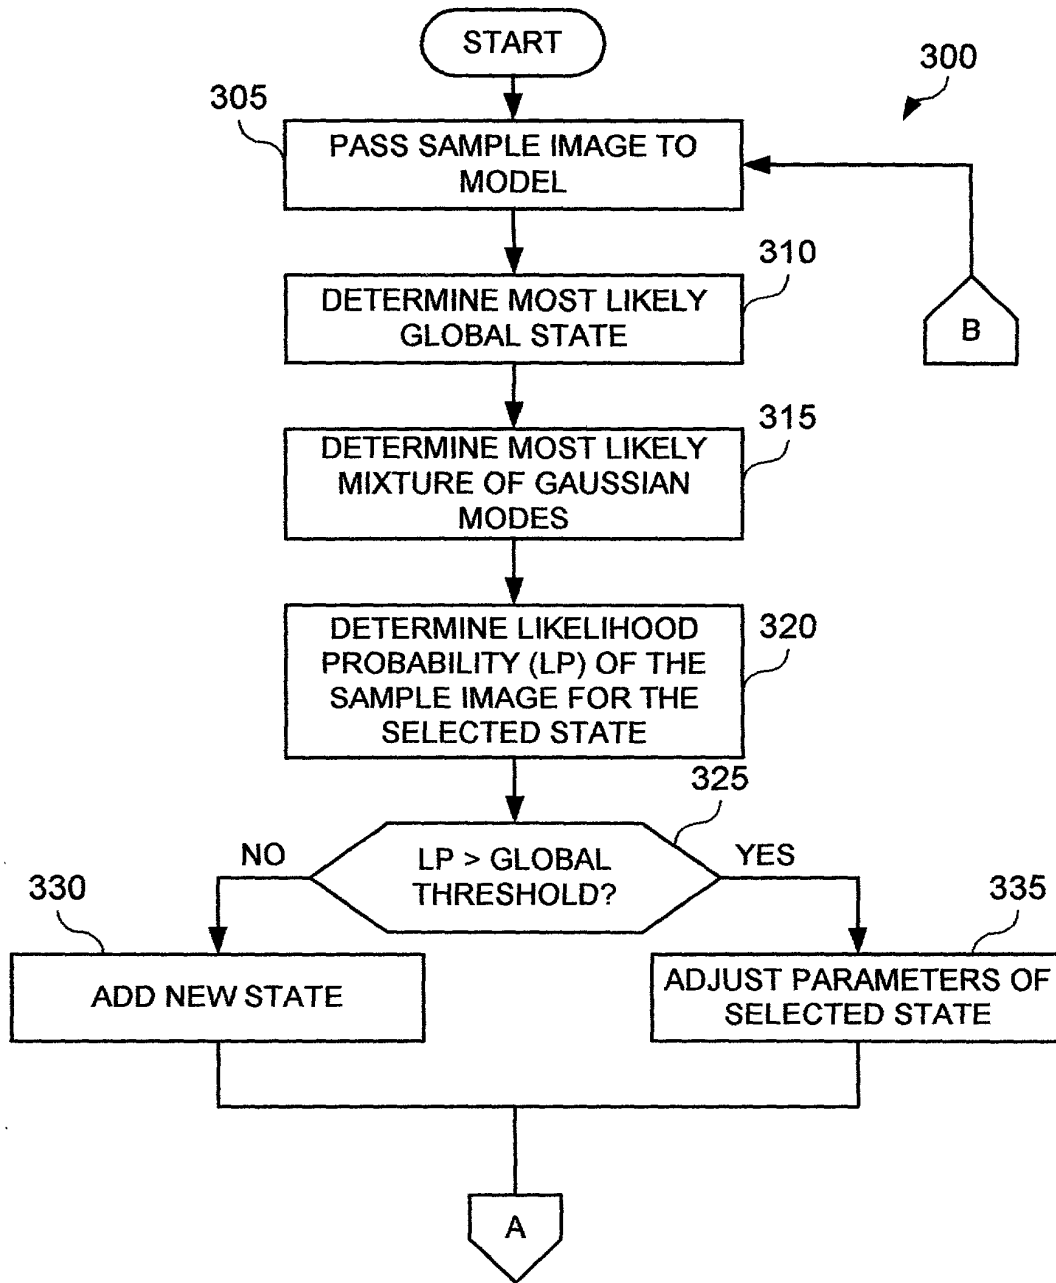 START
300
305
PASS SAMPLE IMAGE TO
MODEL
310
DETERMINE MOST LIKELY
GLOBAL STATE
B
315
DETERMINE MOST LIKELY
MIXTURE OF GAUSSIAN
MODES
320
DETERMINE LIKELIHOOD
PROBABILITY (LP) OF THE
SAMPLE IMAGE FOR THE
SELECTED STATE
325
NO
LP > GLOBAL
THRESHOLD?
YES
330
335
ADD NEW STATE
ADJUST PARAMETERS OF
SELECTED STATE
A